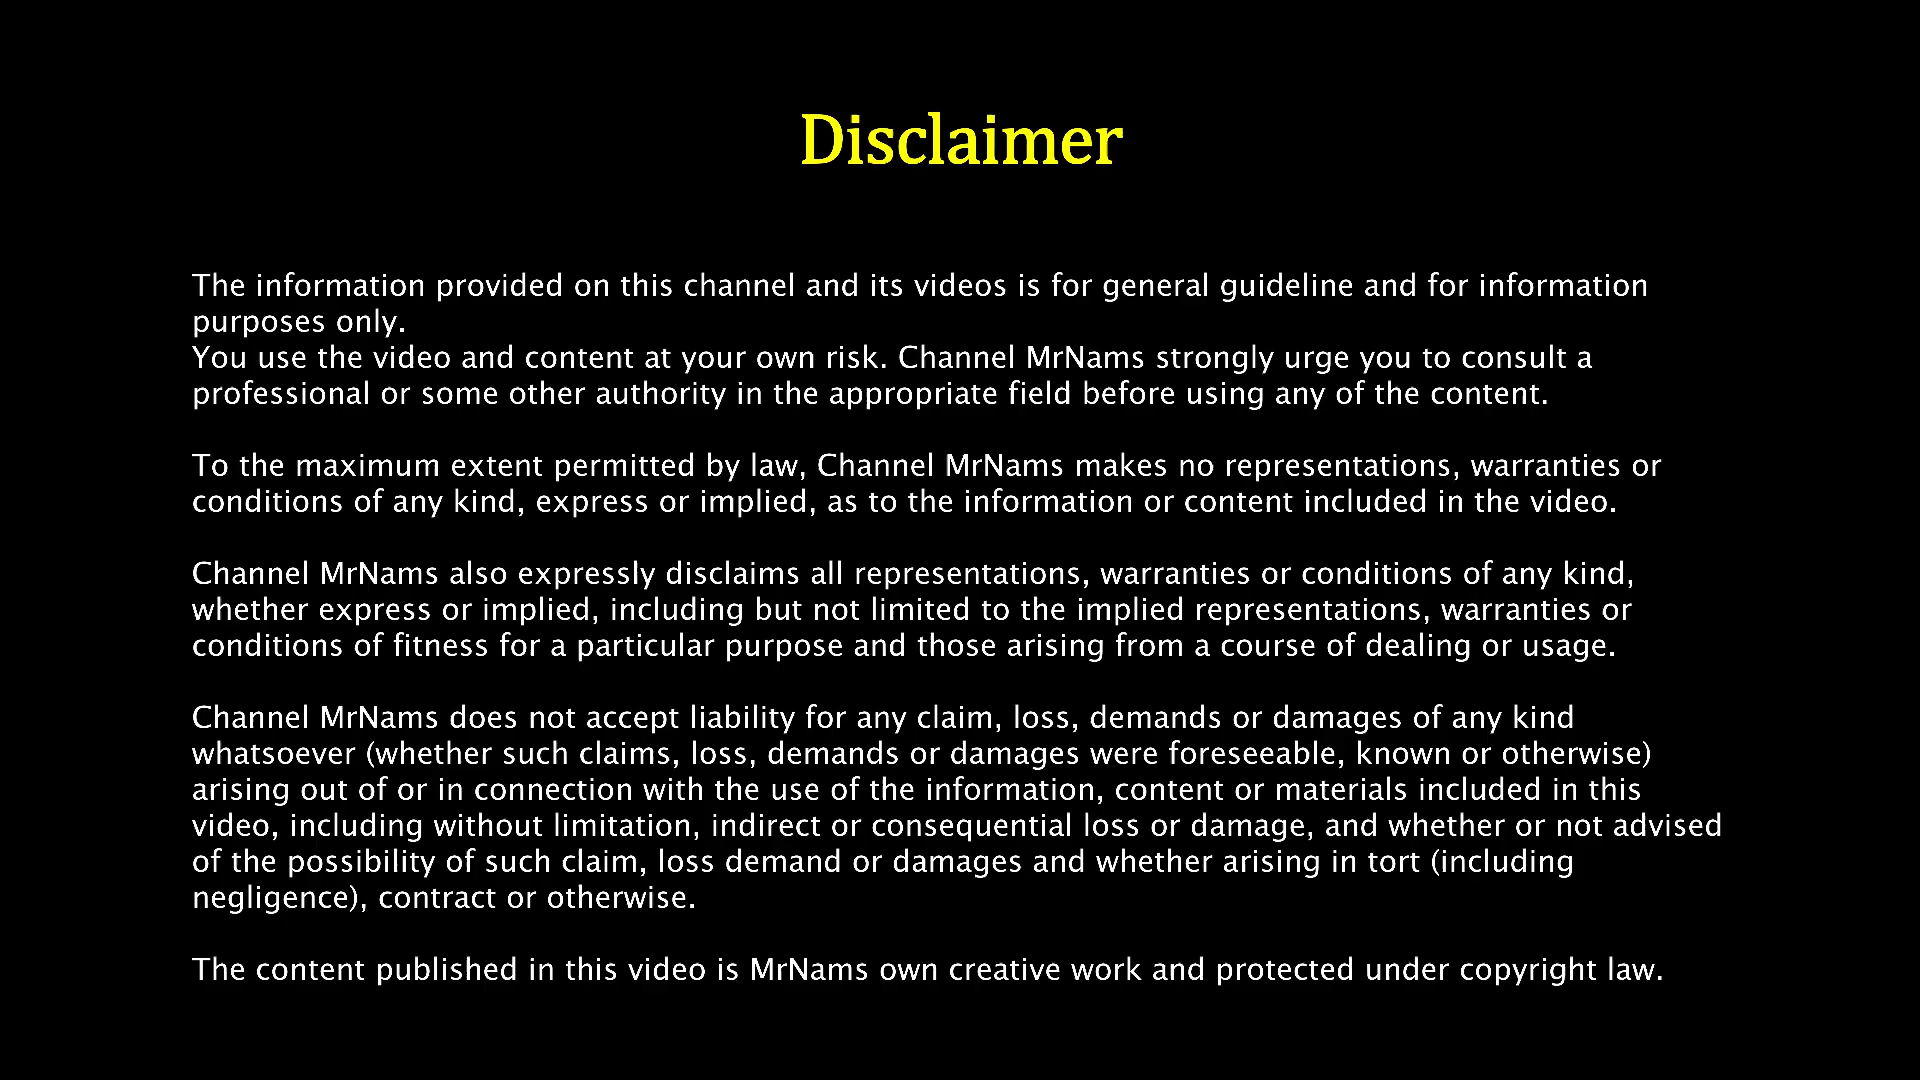 Disclaimer
The information provided on this channel and its videos is for general guideline and for information
purposes only.
You use the video and content at your own risk. Channel MrNams strongly urge you to consult a
professional or some other authority in the appropriate field before using any of the content.
To the maximum extent permitted by law, Channel MrNams makes no representations, warranties or
conditions of any kind, express or implied, as to the information or content included in the video.
Channel MrNams also expressly disclaims all representations, warranties or conditions of any kind,
whether express or implied, including but not limited to the implied representations, warranties or
conditions of fitness for a particular purpose and those arising from a course of dealing or usage.
Channel MrNams does not accept liability for any claim, loss, demands or damages of any kind
whatsoever (whether such claims, loss, demands or damages were foreseeable, known or otherwise)
arising out of or in connection with the use of the information, content or materials included in this
video, including without limitation, indirect or consequential loss or damage, and whether or not advised
of the possibility of such claim, loss demand or damages and whether arising in tort (including
negligence), contract or otherwise.
The content published in this video is MrNams own creative work and protected under copyright law.